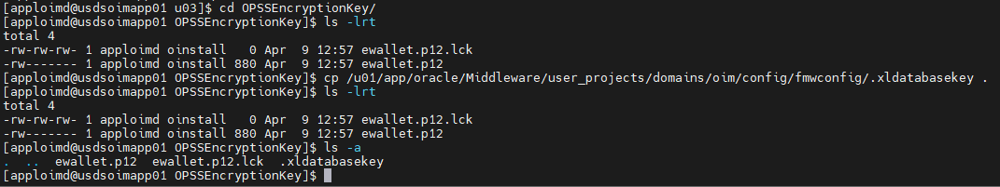 [apploimd@usdsoimapp01 u03]$ cd OPSSEncryptionKey/
[apploimd@usdsoimapp01 OPSSEncryptionKey]$ ls -lrt
total 4
-rw-rw-rw- 1 apploimd oinstall   0 Apr  9 12:57 ewallet.p12.lck
-rw------- 1 apploimd oinstall 880 Apr  9 12:57 ewallet.p12
[apploimd@usdsoimapp01 OPSSEncryptionKey]$ cp /u01/app/oracle/Middleware/user_projects/domains/oim/config/fmwconfig/.xldatabasekey .
[apploimd@usdsoimapp01 OPSSEncryptionKey]$ ls -lrt
total 4
-rw-rw-rw- 1 apploimd oinstall   0 Apr  9 12:57 ewallet.p12.lck
-rw------- 1 apploimd oinstall 880 Apr  9 12:57 ewallet.p12
[apploimd@usdsoimapp01 OPSSEncryptionKey]$ ls -a
.  ..  ewallet.p12  ewallet.p12.lck  .xldatabasekey
[apploimd@usdsoimapp01 OPSSEncryptionKey]$